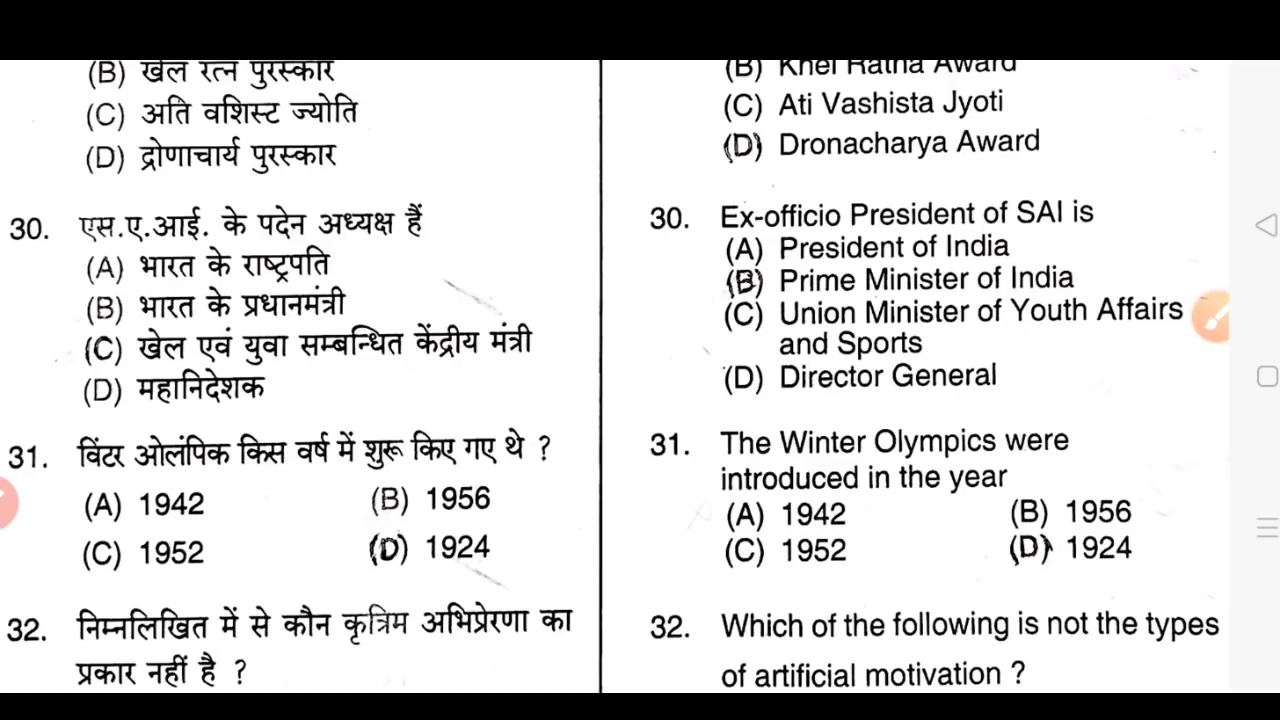 (B) खेल रत्न पुरस्कार
(C) अति वशिस्ट ज्योति
(D) द्रोणाचार्य पुरस्कार
30. एस.ए.आई. के पदेन अध्यक्ष हैं
(A) भारत के राष्ट्रपति
(B) भारत के प्रधानमंत्री
(C) खेल एवं युवा सम्बन्धित केंद्रीय मंत्री
(D) महानिदेशक
31. विंटर ओलंपिक किस वर्ष में शुरू किए गए थे ?
(A) 1942 (B) 1956
(C) 1952 (D) 1924
32. निम्नलिखित में से कौन कृत्रिम अभिप्रेरणा का
प्रकार नहीं है ?
(B) Khel Ratna Award
(C) Ati Vashista Jyoti
(D) Dronacharya Award
30. Ex-officio President of SAI is
(A) President of India
(B) Prime Minister of India
(C) Union Minister of Youth Affairs
and Sports
(D) Director General
31. The Winter Olympics were
introduced in the year
(A) 1942 (B) 1956
(C) 1952 (D) 1924
32. Which of the following is not the types
of artificial motivation ?